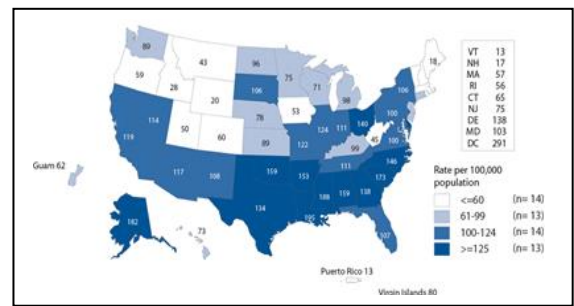 89
43
96
75
18
59
28
20
106
71
98
106
114
50
60
78
53
124
111
140
100
119
89
122
99
45
100
117
108
159
153
111
146
173
134
188
159
138
195
107
182
73
Guam 62
Puerto Rico 13
Virgin Islands 80
VT 13
NH 17
MA 57
RI 56
CT 65
NJ 75
DE 138
MD 103
DC 291
Rate per 100,000
population
<=60 (n= 14)
61-99 (n= 13)
100-124 (n= 14)
>=125 (n= 13)